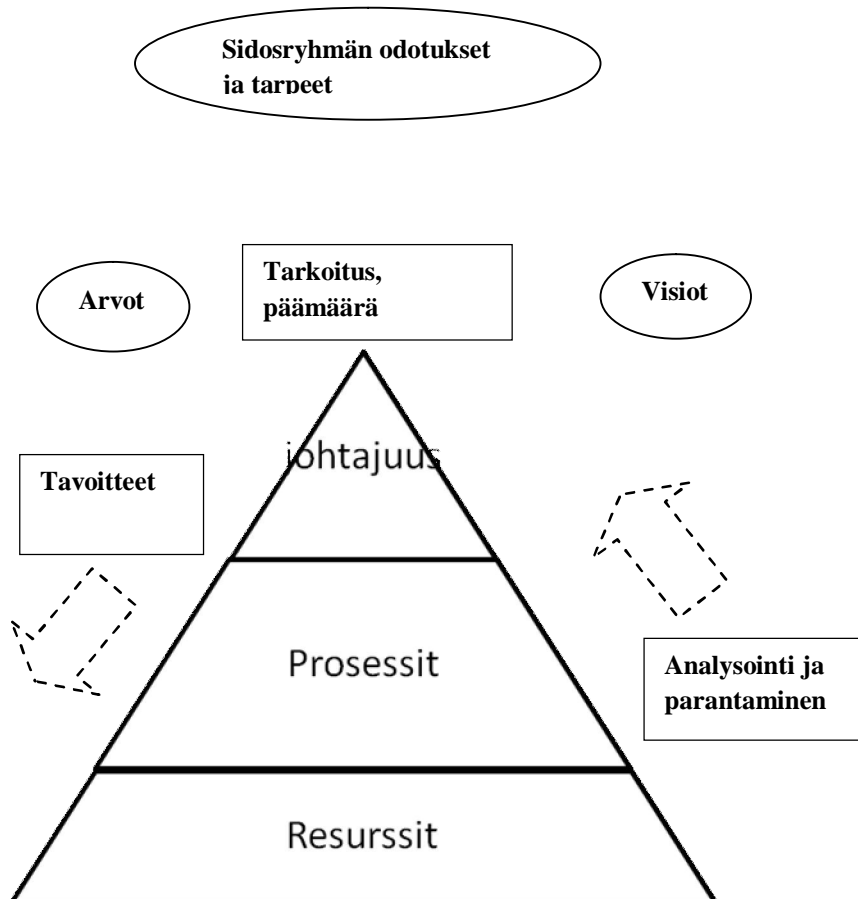 Sidosryhmän odotukset
ja tarpeet
Arvot
Tarkoitus,
päämäärä
Visiot
johtajuus
Tavoitteet
Prosessit
Analysointi ja
parantaminen
Resurssit